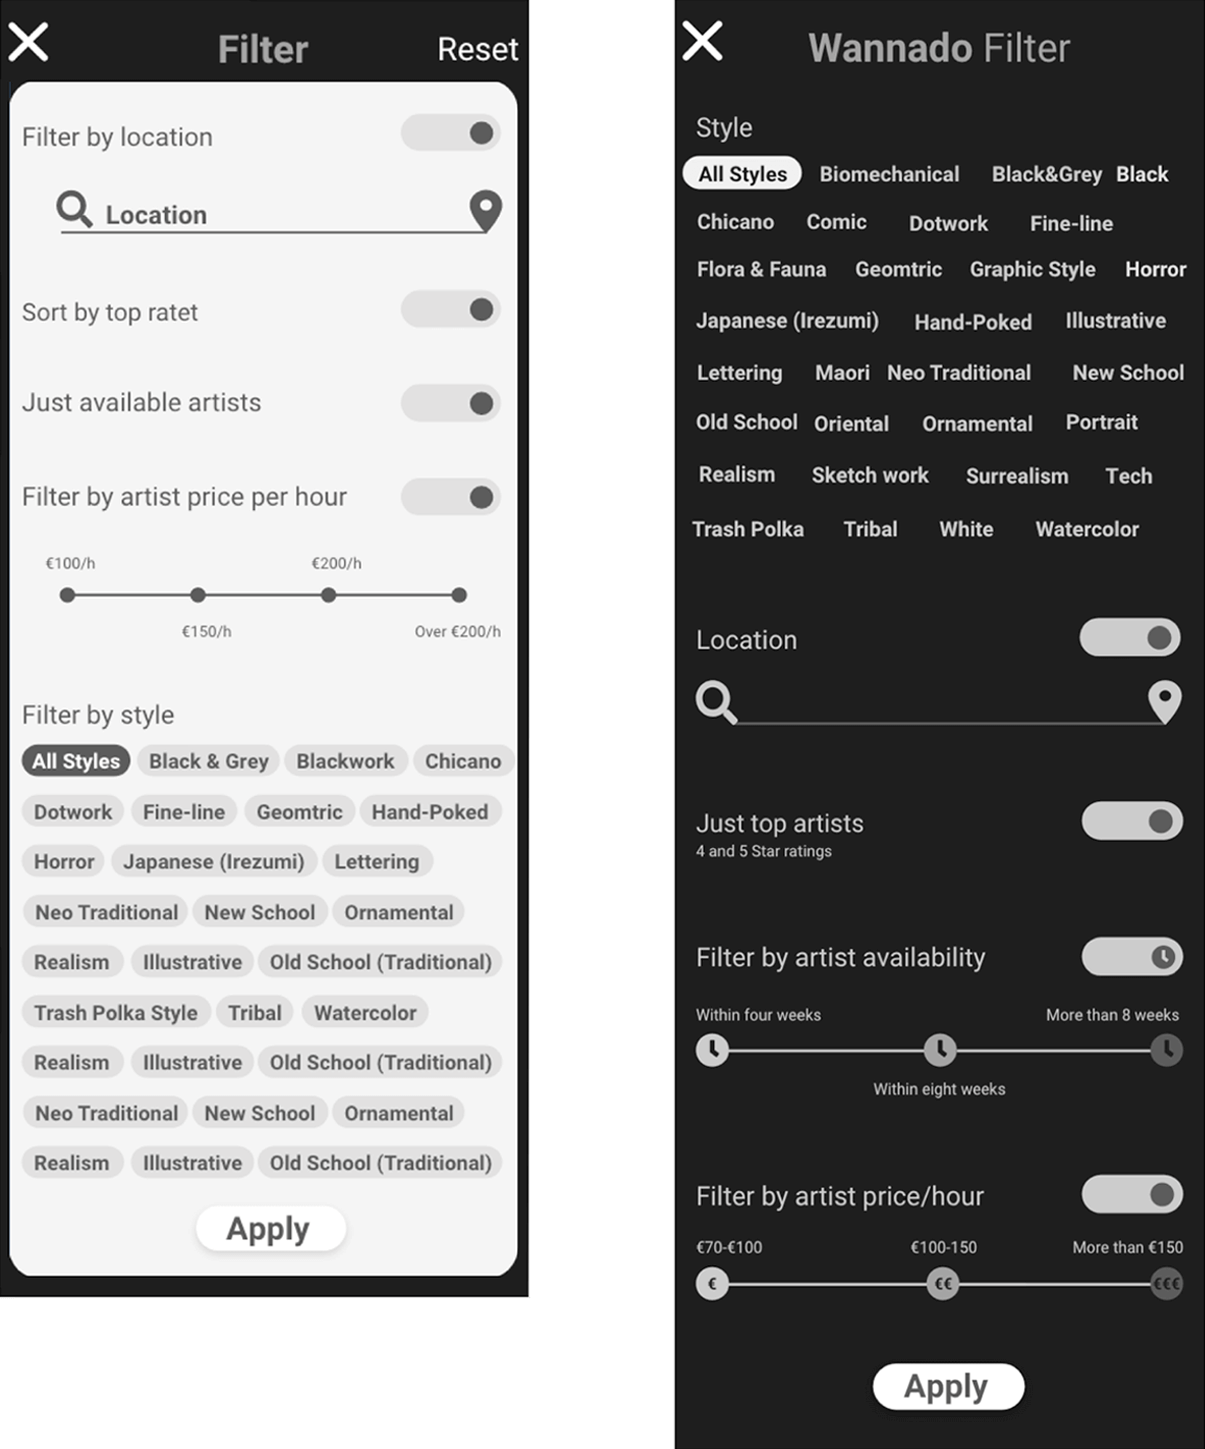 Filter
Reset
Filter by location
Location
Sort by top ratet
Just available artists
Filter by artist price per hour
€100/h
€200/h
€150/h
Over €200/h
Filter by style
All Styles Black & Grey Blackwork Chicano
Dotwork Fine-line Geomtric Hand-Poked
Horror Japanese (Irezumi) Lettering
Neo Traditional New School Ornamental
Realism Illustrative Old School (Traditional)
Trash Polka Style Tribal Watercolor
Realism Illustrative Old School (Traditional)
Neo Traditional New School Ornamental
Realism Illustrative Old School (Traditional)
Apply
Wannado Filter
Style
All Styles Biomechanical Black&Grey Black
Chicano Comic Dotwork Fine-line
Flora & Fauna Geomtric Graphic Style Horror
Japanese (Irezumi) Hand-Poked Illustrative
Lettering Maori Neo Traditional New School
Old School Oriental Ornamental Portrait
Realism Sketch work Surrealism Tech
Trash Polka Tribal White Watercolor
Location
Just top artists
4 and 5 Star ratings
Filter by artist availability
Within four weeks
More than 8 weeks
Within eight weeks
Filter by artist price/hour
€70-€100 €100-150 More than €150
€ €€ €€€
Apply